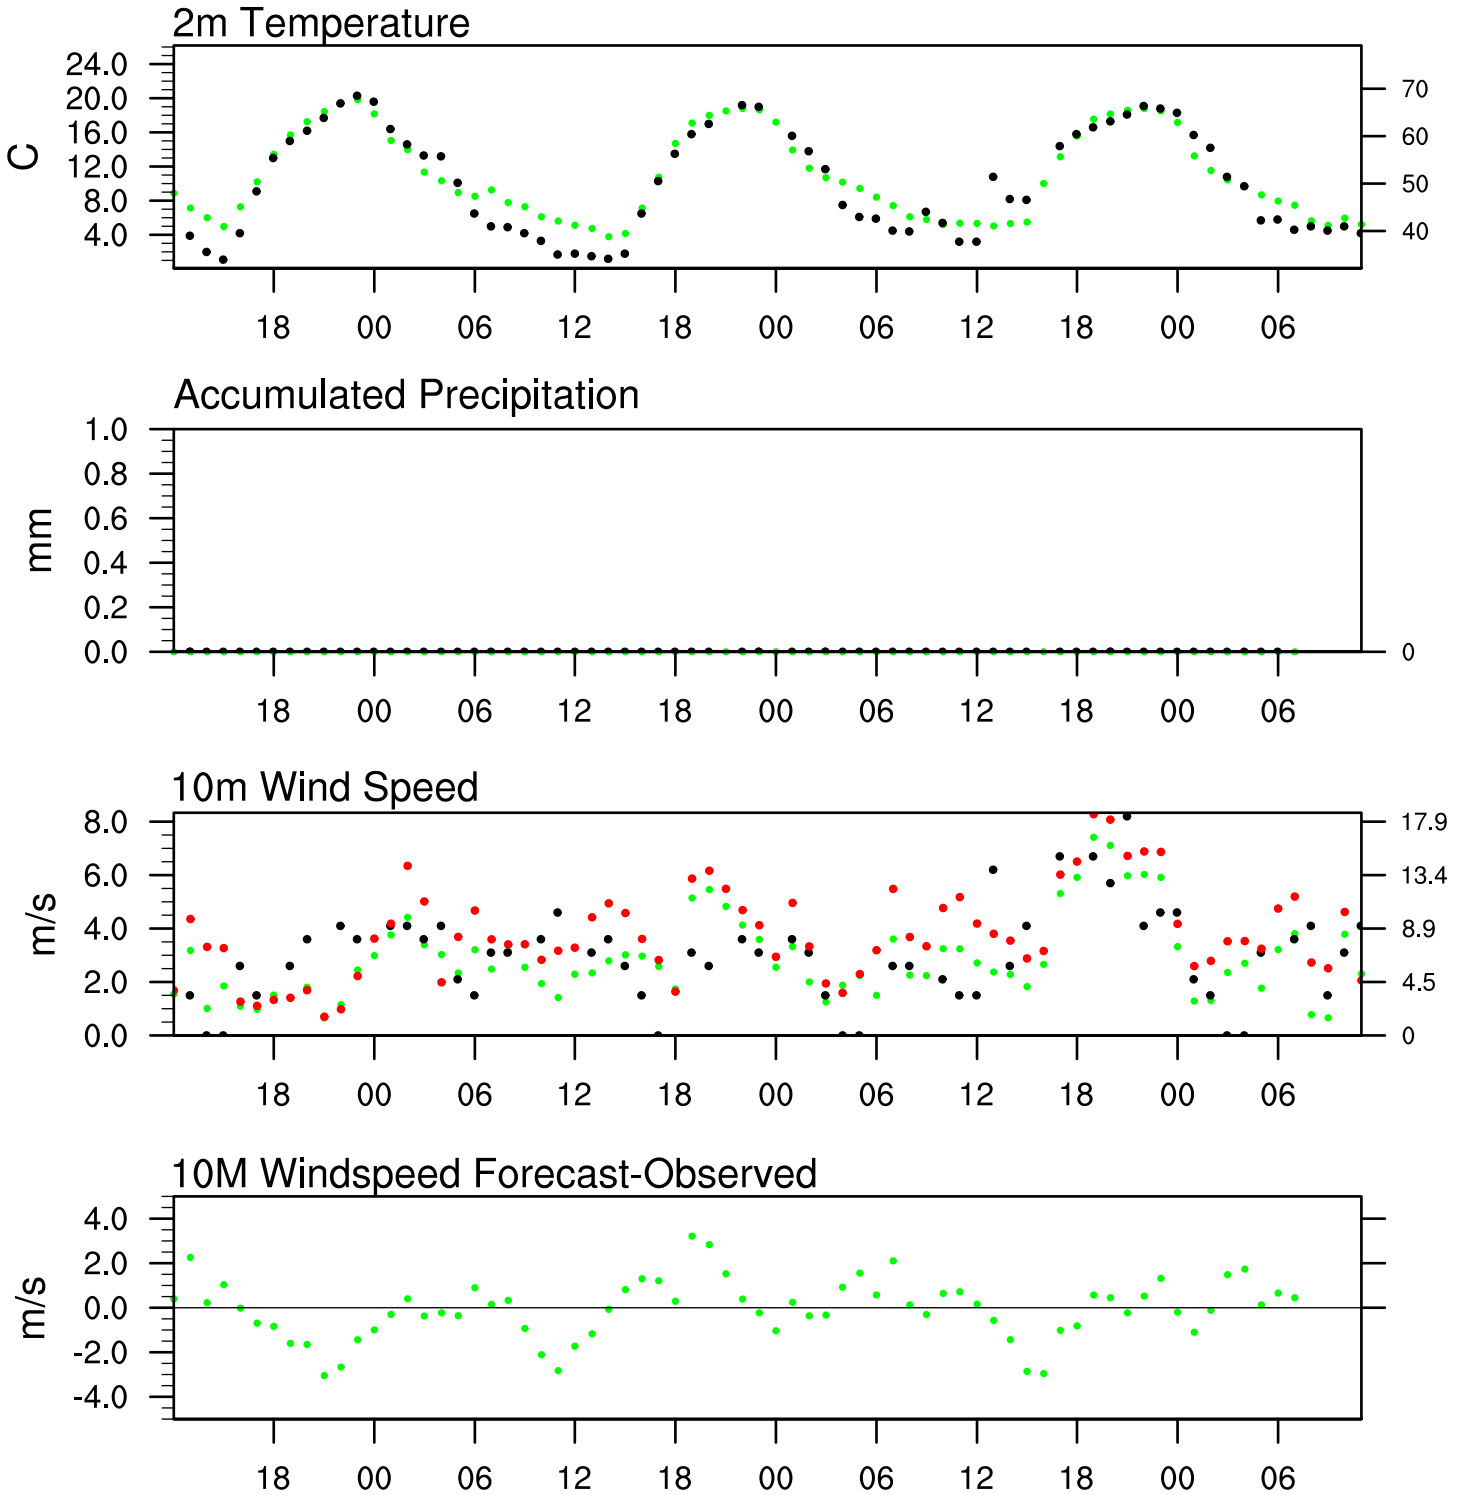 2m Temperature
24.0
20.0
16.0
12.0
8.0
4.0
C
70
60
50
40
18 00 06 12 18 00 06 12 18 00 06
Accumulated Precipitation
1.0
0.8
0.6
0.4
0.2
0.0
mm
0
18 00 06 12 18 00 06 12 18 00 06
10m Wind Speed
8.0
6.0
4.0
2.0
0.0
m/s
17.9
13.4
8.9
4.5
0
18 00 06 12 18 00 06 12 18 00 06
10M Windspeed Forecast-Observed
4.0
2.0
0.0
-2.0
-4.0
m/s
18 00 06 12 18 00 06 12 18 00 06